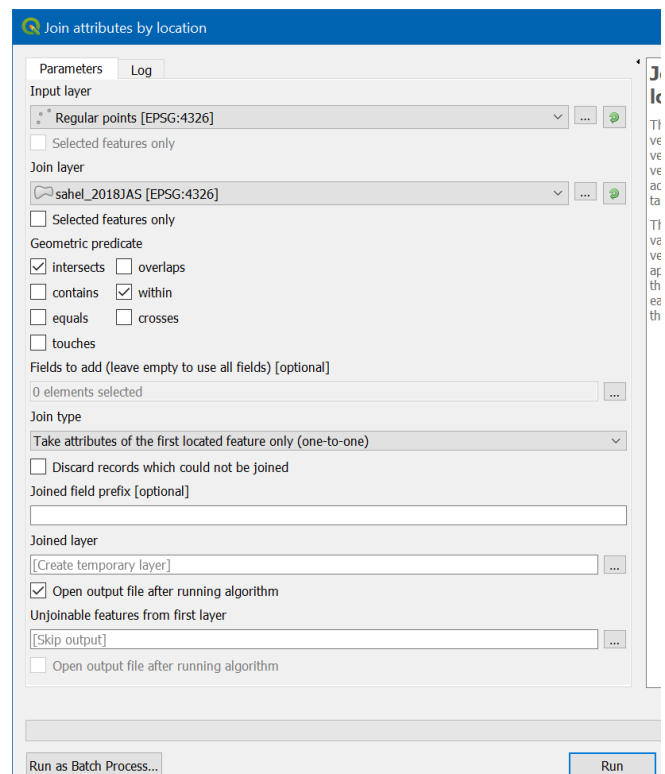 Join attributes by location
Parameters Log
Input layer
Regular points [EPSG:4326]
...
Selected features only
Join layer
sahel_2018JAS [EPSG:4326]
...
Selected features only
Geometric predicate
intersects overlaps
contains within
equals crosses
touches
Fields to add (leave empty to use all fields) [optional]
0 elements selected
...
Join type
Take attributes of the first located feature only (one-to-one)
Discard records which could not be joined
Joined field prefix [optional]
Joined layer
[Create temporary layer]
...
Open output file after running algorithm
Unjoinable features from first layer
[Skip output]
...
Open output file after running algorithm
Run as Batch Process...
Run